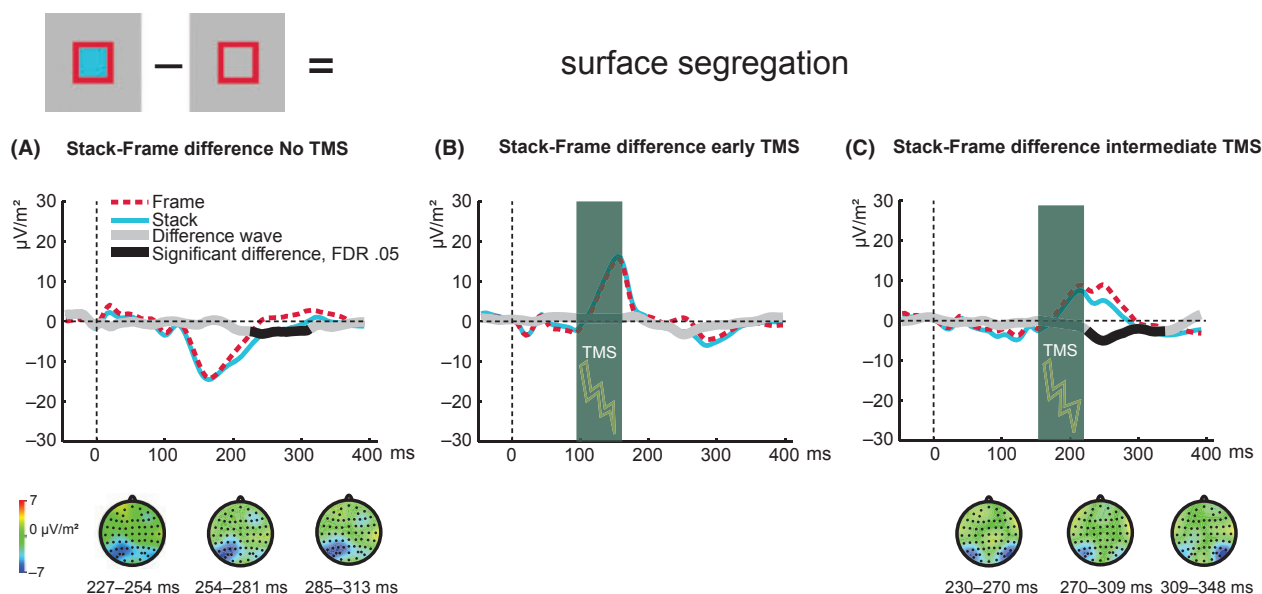 – = surface segregation
(A) Stack-Frame difference No TMS
30
20
10
0
–10
–20
–30
µV/m²
Frame
Stack
Difference wave
Significant difference, FDR .05
0 100 200 300 400 ms
(B) Stack-Frame difference early TMS
30
20
10
0
–10
–20
–30
µV/m²
TMS
0 100 200 300 400 ms
(C) Stack-Frame difference intermediate TMS
30
20
10
0
–10
–20
–30
µV/m²
TMS
0 100 200 300 400 ms
7
0 µV/m²
–7
227–254 ms 254–281 ms 285–313 ms
230–270 ms 270–309 ms 309–348 ms